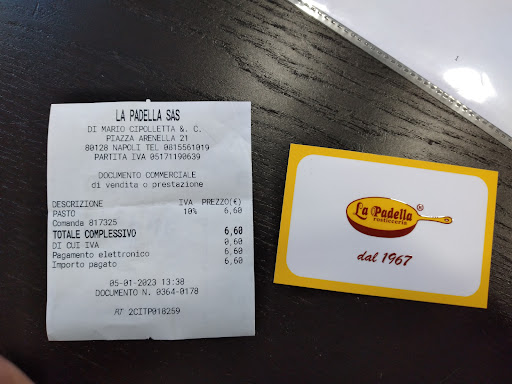 LA PADELLA SAS
DI MARIO CIPOLLETTA &. C.
PIAZZA ARENELLA 21
80128 NAPOLI TEL 0815561019
PARTITA IVA 05171190639
DOCUMENTO COMMERCIALE
di vendita o prestazione
DESCRIZIONE IVA PREZZO(€)
PASTO 10% 6,60
Comanda 817325
TOTALE COMPLESSIVO 6,60
DI CUI IVA 0,60
Pagamento elettronico 6,60
Importo pagato 6,60
05-01-2023 13:38
DOCUMENTO N. 0364-0178
RT 2CITP018259
La Padella ®
rosticceria
dal 1967